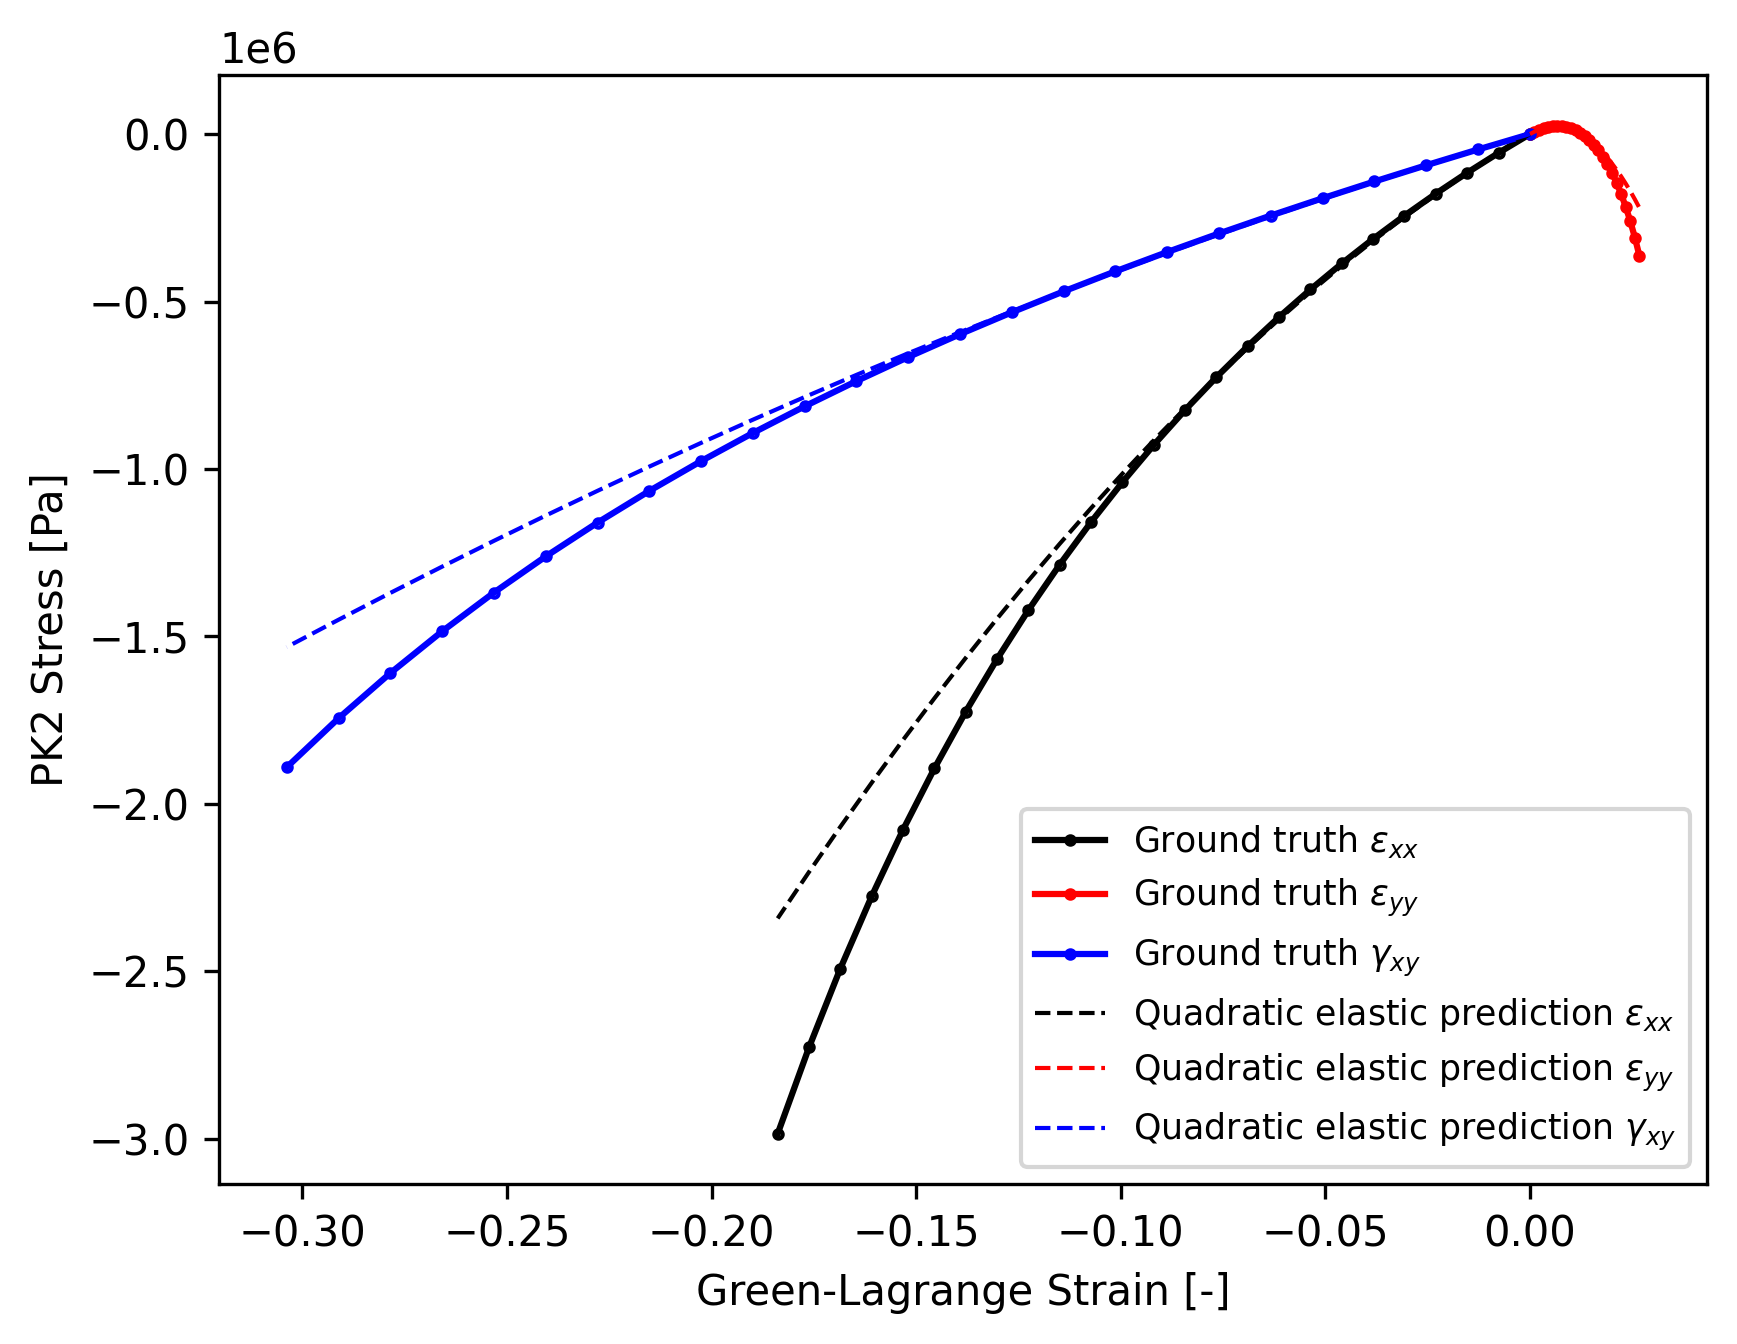 1e6
0.0
−0.5
−1.0
−1.5
−2.0
−2.5
−3.0
PK2 Stress [Pa]
Ground truth εxx
Ground truth εyy
Ground truth γxy
Quadratic elastic prediction εxx
Quadratic elastic prediction εyy
Quadratic elastic prediction γxy
−0.30 −0.25 −0.20 −0.15 −0.10 −0.05 0.00
Green-Lagrange Strain [-]